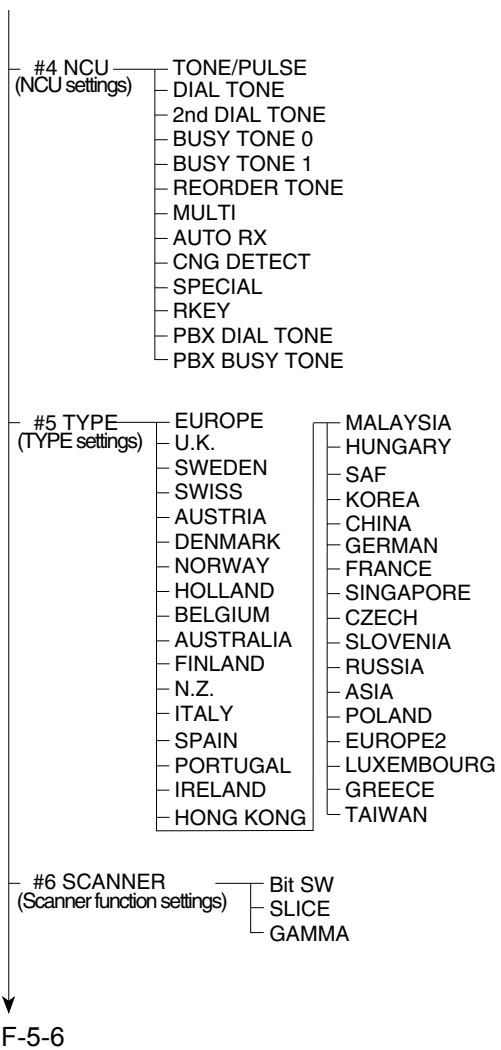 #4 NCU
(NCU settings)
TONE/PULSE
DIAL TONE
2nd DIAL TONE
BUSY TONE 0
BUSY TONE 1
REORDER TONE
MULTI
AUTO RX
CNG DETECT
SPECIAL
RKEY
PBX DIAL TONE
PBX BUSY TONE
#5 TYPE
(TYPE settings)
EUROPE
U.K.
SWEDEN
SWISS
AUSTRIA
DENMARK
NORWAY
HOLLAND
BELGIUM
AUSTRALIA
FINLAND
N.Z.
ITALY
SPAIN
PORTUGAL
IRELAND
HONG KONG
MALAYSIA
HUNGARY
SAF
KOREA
CHINA
GERMAN
FRANCE
SINGAPORE
CZECH
SLOVENIA
RUSSIA
ASIA
POLAND
EUROPE2
LUXEMBOURG
GREECE
TAIWAN
#6 SCANNER
(Scanner function settings)
Bit SW
SLICE
GAMMA
F-5-6